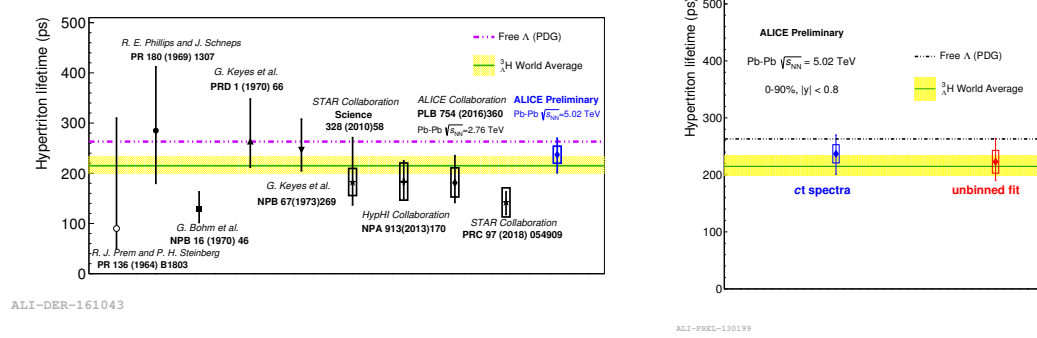 Hypertriton lifetime (ps)
500
400
300
200
100
0
R. E. Phillips and J. Schneps
PR 180 (1969) 1307
G. Keyes et al.
PRD 1 (1970) 66
STAR Collaboration
Science
328 (2010)58
ALICE Collaboration
PLB 754 (2016)360
Pb-Pb √sNN=2.76 TeV
ALICE Preliminary
Pb-Pb √sNN=5.02 TeV
Free Λ (PDG)
3ΛH World Average
G. Keyes et al.
NPB 67(1973)269
HypHI Collaboration
NPA 913(2013)170
STAR Collaboration
PRC 97 (2018) 054909
G. Bohm et al.
NPB 16 (1970) 46
R. J. Prem and P. H. Steinberg
PR 136 (1964) B1803
ALI-DER-161043
Hypertriton lifetime (ps)
500
400
300
200
100
0
ALICE Preliminary
Pb-Pb √sNN = 5.02 TeV
0-90%, |y| < 0.8
Free Λ (PDG)
3ΛH World Average
ct spectra
unbinned fit
ALI-PREL-130199